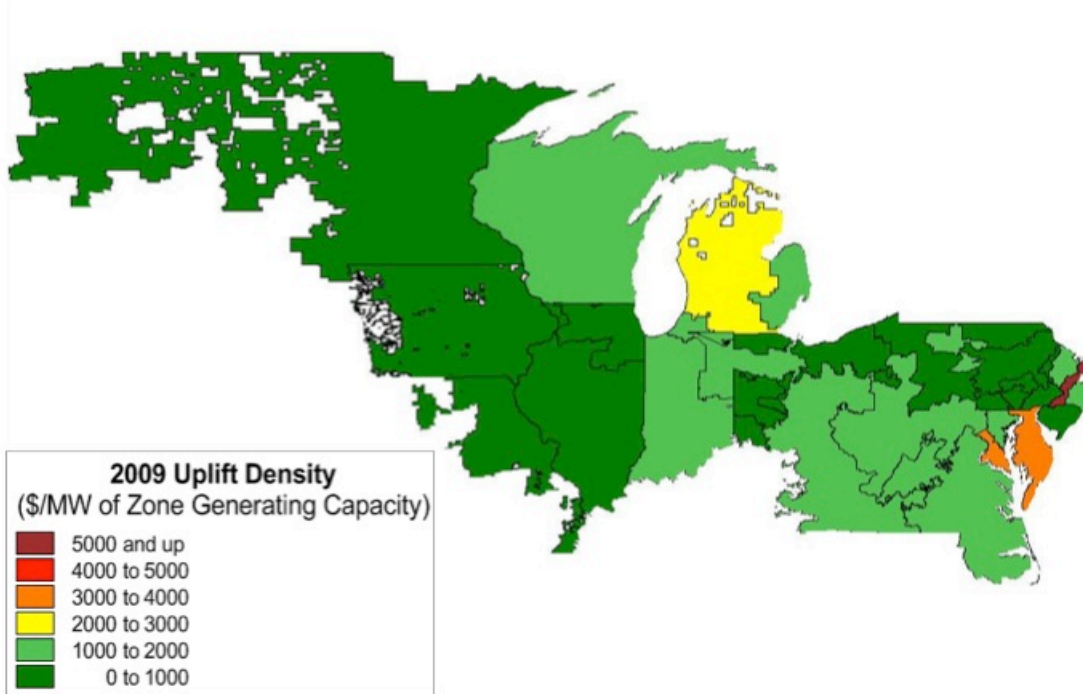 2009 Uplift Density
($/MW of Zone Generating Capacity)
5000 and up
4000 to 5000
3000 to 4000
2000 to 3000
1000 to 2000
0 to 1000